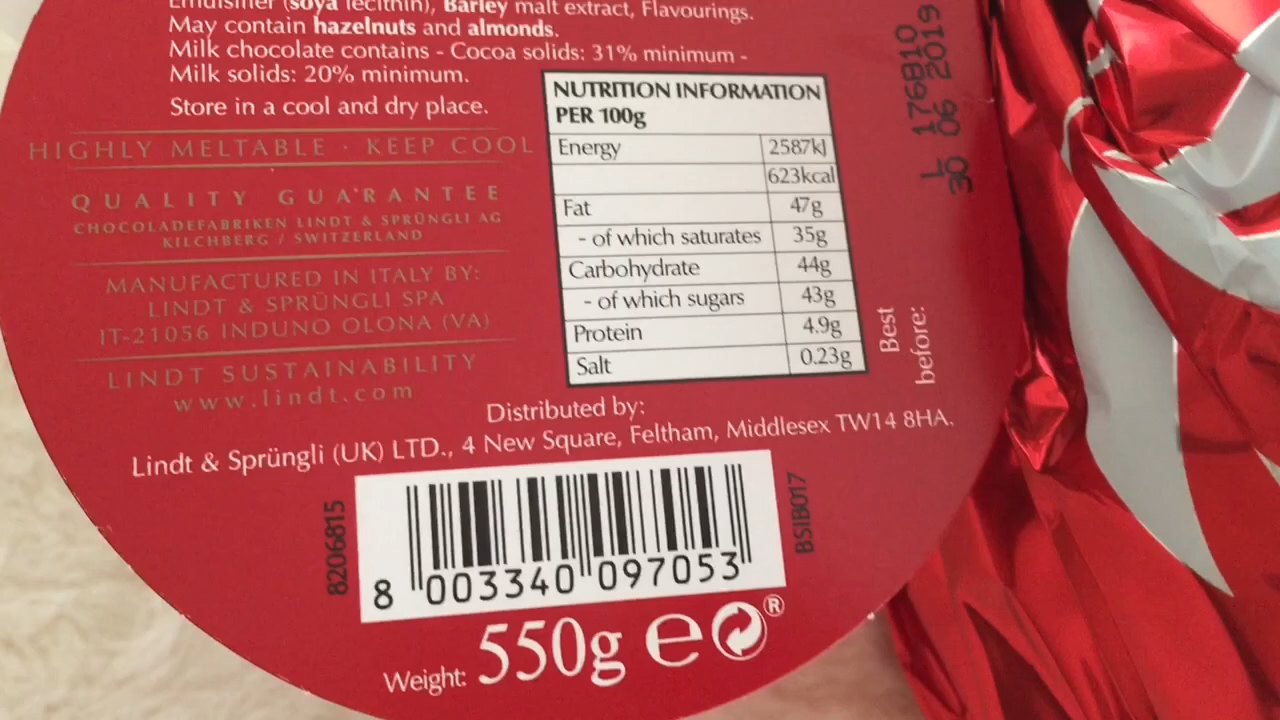 Emulsifier (soya lecithin), Barley malt extract, Flavourings.
May contain hazelnuts and almonds.
Milk chocolate contains - Cocoa solids: 31% minimum -
Milk solids: 20% minimum.
Store in a cool and dry place.
HIGHLY MELTABLE · KEEP COOL
QUALITY GUARANTEE
CHOCOLADEFABRIKEN LINDT & SPRÜNGLI AG
KILCHBERG / SWITZERLAND
MANUFACTURED IN ITALY BY:
LINDT & SPRÜNGLI SPA
IT-21056 INDUNO OLONA (VA)
LINDT SUSTAINABILITY
www.lindt.com
NUTRITION INFORMATION
PER 100g
Energy 2587kJ
623kcal
Fat 47g
- of which saturates 35g
Carbohydrate 44g
- of which sugars 43g
Protein 4.9g
Salt 0.23g
Best
before:
L 176B10
30 06 2019
Distributed by:
Lindt & Sprüngli (UK) LTD., 4 New Square, Feltham, Middlesex TW14 8HA.
8206815
8 003340 097053
BSIB017
Weight: 550g e ®